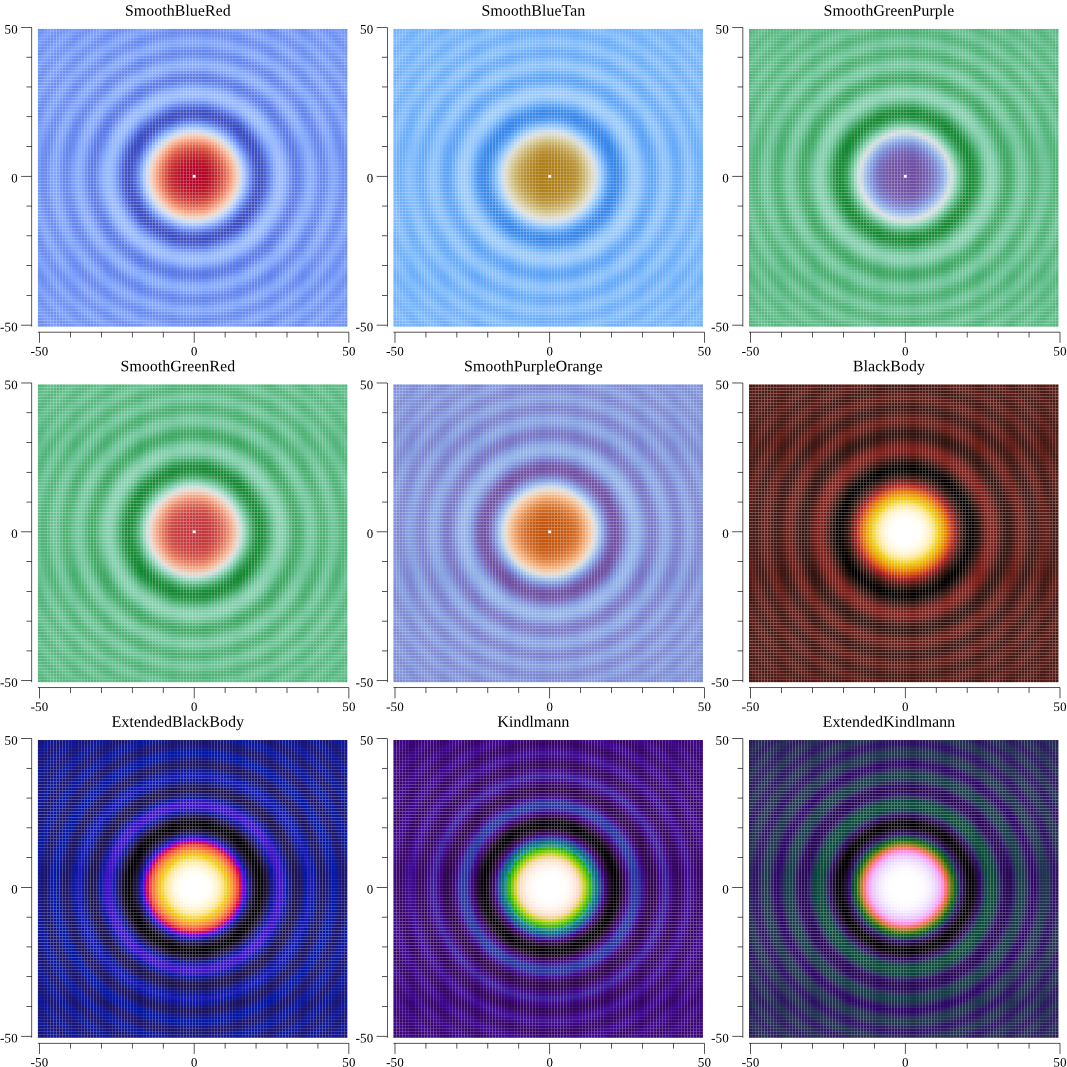 SmoothBlueRed SmoothBlueTan SmoothGreenPurple
50 50 50
0 0 0
-50 -50 -50
-50 0 50 -50 0 50 -50 0 50
SmoothGreenRed SmoothPurpleOrange BlackBody
50 50 50
0 0 0
-50 -50 -50
-50 0 50 -50 0 50 -50 0 50
ExtendedBlackBody Kindlmann ExtendedKindlmann
50 50 50
0 0 0
-50 -50 -50
-50 0 50 -50 0 50 -50 0 50